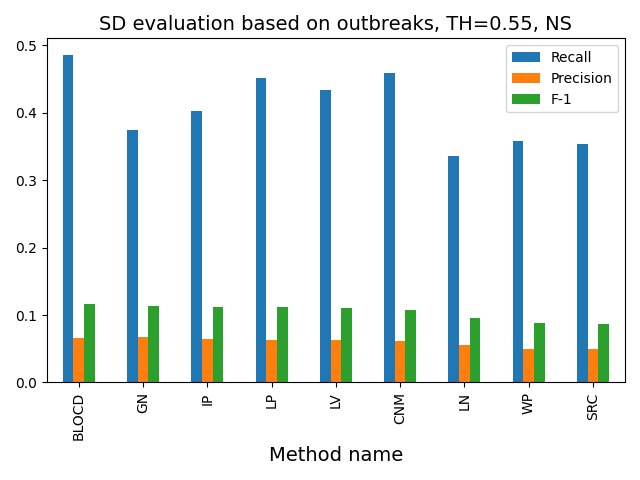 SD evaluation based on outbreaks, TH=0.55, NS
0.5
0.4
0.3
0.2
0.1
0.0
Recall
Precision
F-1
BLOCD
GN
IP
LP
LV
CNM
LN
WP
SRC
Method name